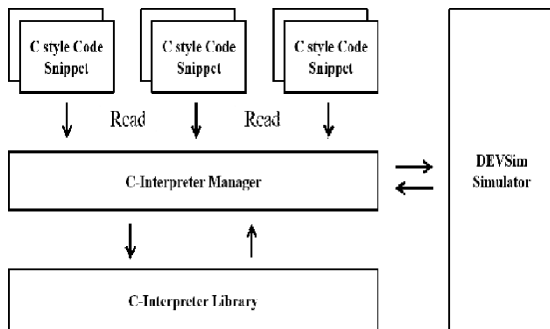 C style Code
Snippet
C style Code
Snippet
C style Code
Snippet
Read
Read
C-Interpreter Manager
DEVSim
Simulator
C-Interpreter Library